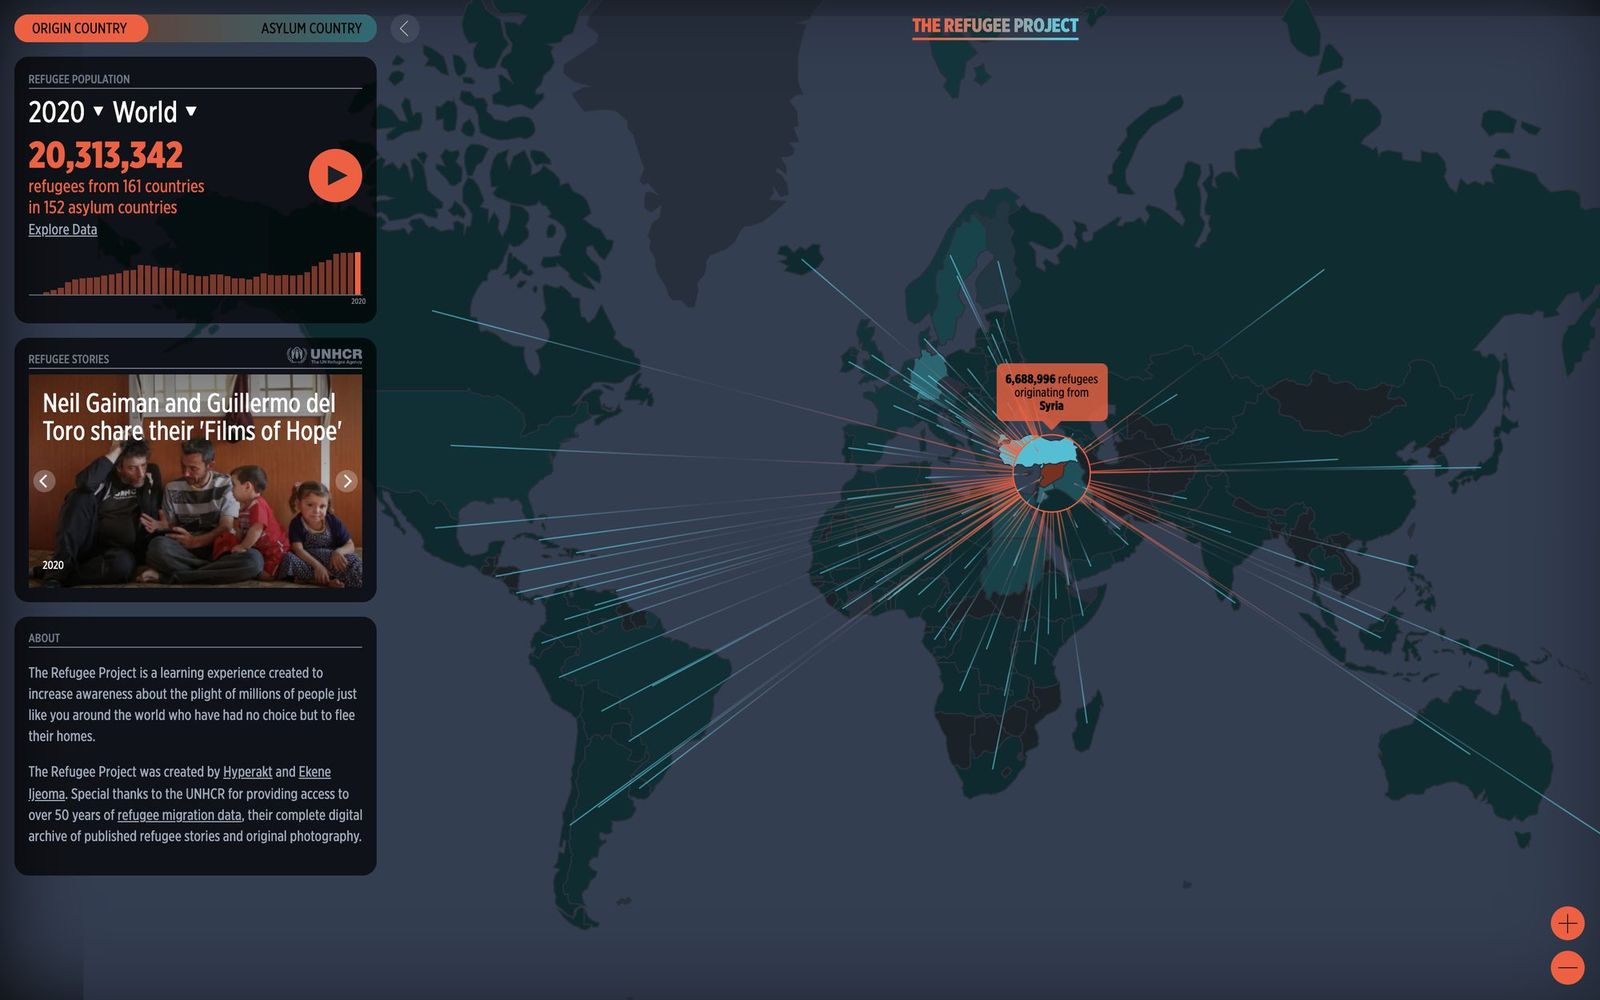 ORIGIN COUNTRY
ASYLUM COUNTRY
THE REFUGEE PROJECT
REFUGEE POPULATION
2020 World
20,313,342
refugees from 161 countries
in 152 asylum countries
Explore Data
2020
REFUGEE STORIES
UNHCR
The UN Refugee Agency
Neil Gaiman and Guillermo del
Toro share their 'Films of Hope'
2020
ABOUT
The Refugee Project is a learning experience created to
increase awareness about the plight of millions of people just
like you around the world who have had no choice but to flee
their homes.
The Refugee Project was created by Hyperakt and Ekene
Ijeoma. Special thanks to the UNHCR for providing access to
over 50 years of refugee migration data, their complete digital
archive of published refugee stories and original photography.
6,688,996 refugees
originating from
Syria